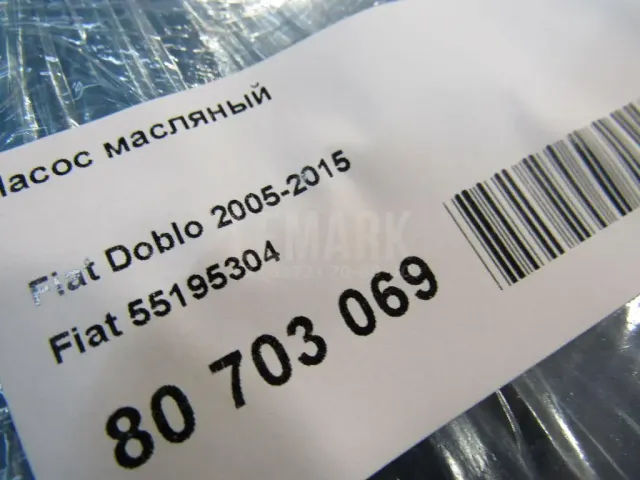 Насос масляный
Fiat Doblo 2005-2015
Fiat 55195304
80 703 069